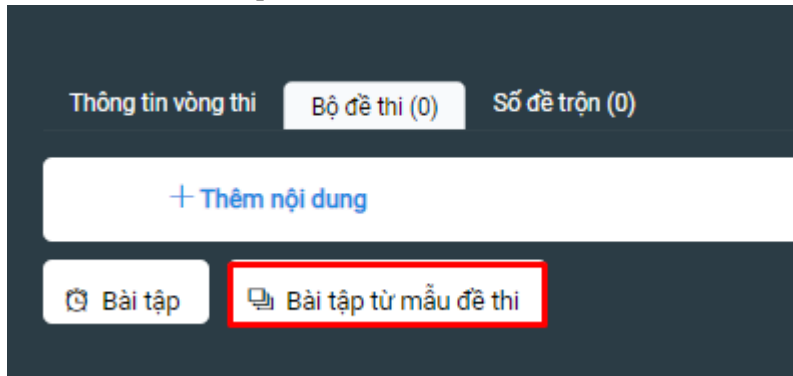 Thông tin vòng thi Bộ đề thi (0) Số đề trộn (0)
+ Thêm nội dung
Bài tập Bài tập từ mẫu đề thi